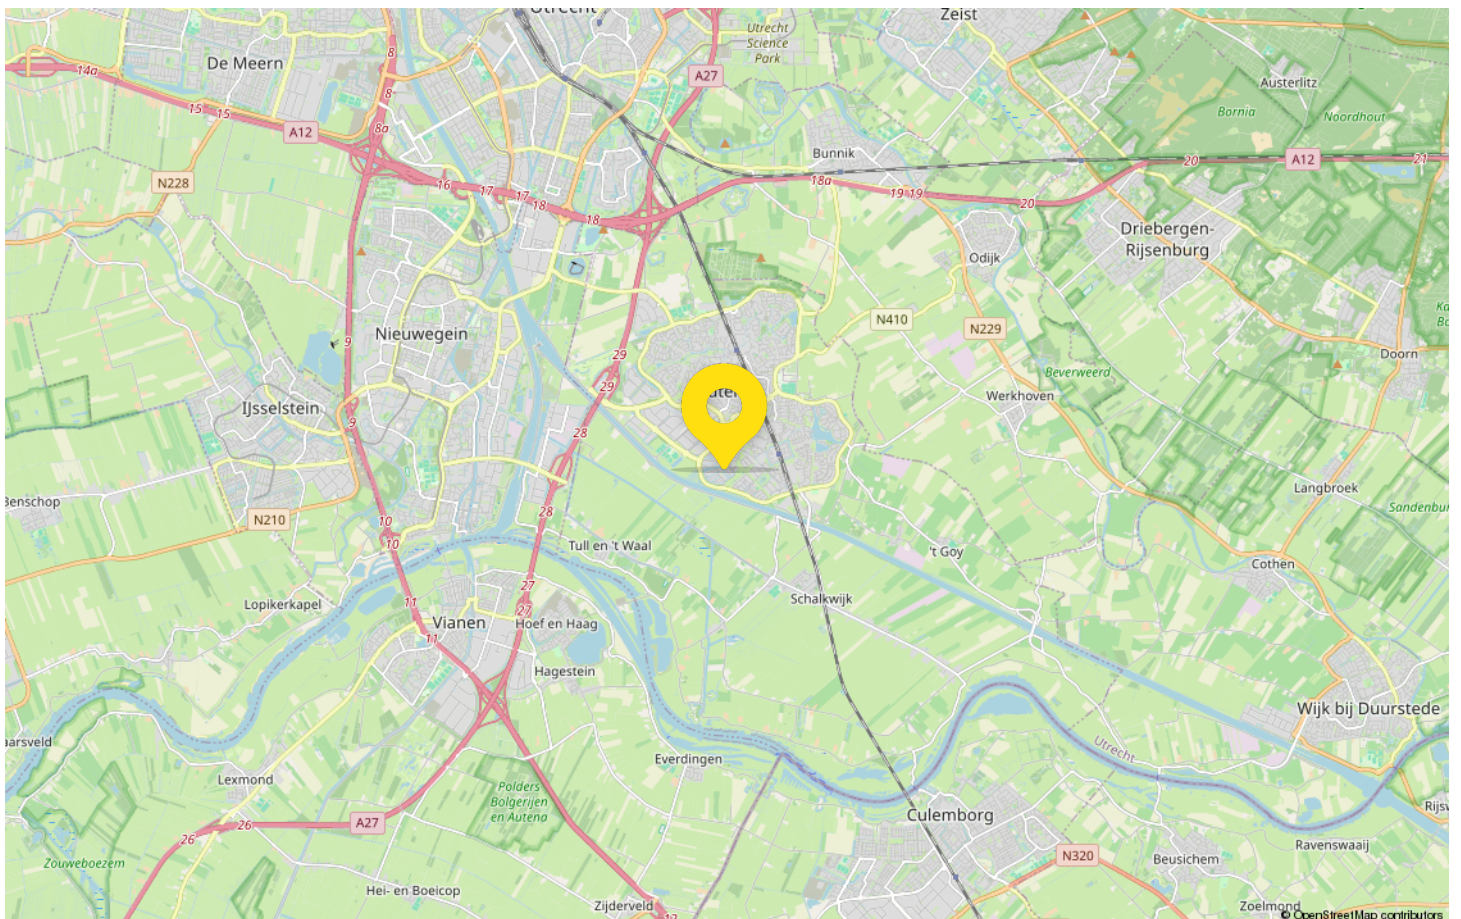 Utrecht
Zeist
Utrecht
Science
Park
De Meern
14a
8
A27
8
Austerlitz
Bornia
Noordhout
15
15
8a
A12
Bunnik
20
A12
21
N228
16
17
17
18
18
18a
19
19
20
Driebergen-
Rijsenburg
Odijk
N410
N229
Nieuwegein
9
29
29
Doorn
Beverweerd
Werkhoven
IJsselstein
9
28
Benschop
N210
10
10
28
Langbroek
Tull en 't Waal
't Goy
Cothen
27
27
Lopikerkapel
11
11
Vianen
Hoef en Haag
Schalkwijk
Hagestein
Wijk bij Duurstede
Utrecht
Everdingen
Lexmond
Polders
Bolgerijen
en Autena
Culemborg
A27
26
26
Zouweboezem
N320
Beusichem
Ravenswaaij
Hei- en Boeicop
Zijderveld
Zoelmond
© OpenStreetMap contributors